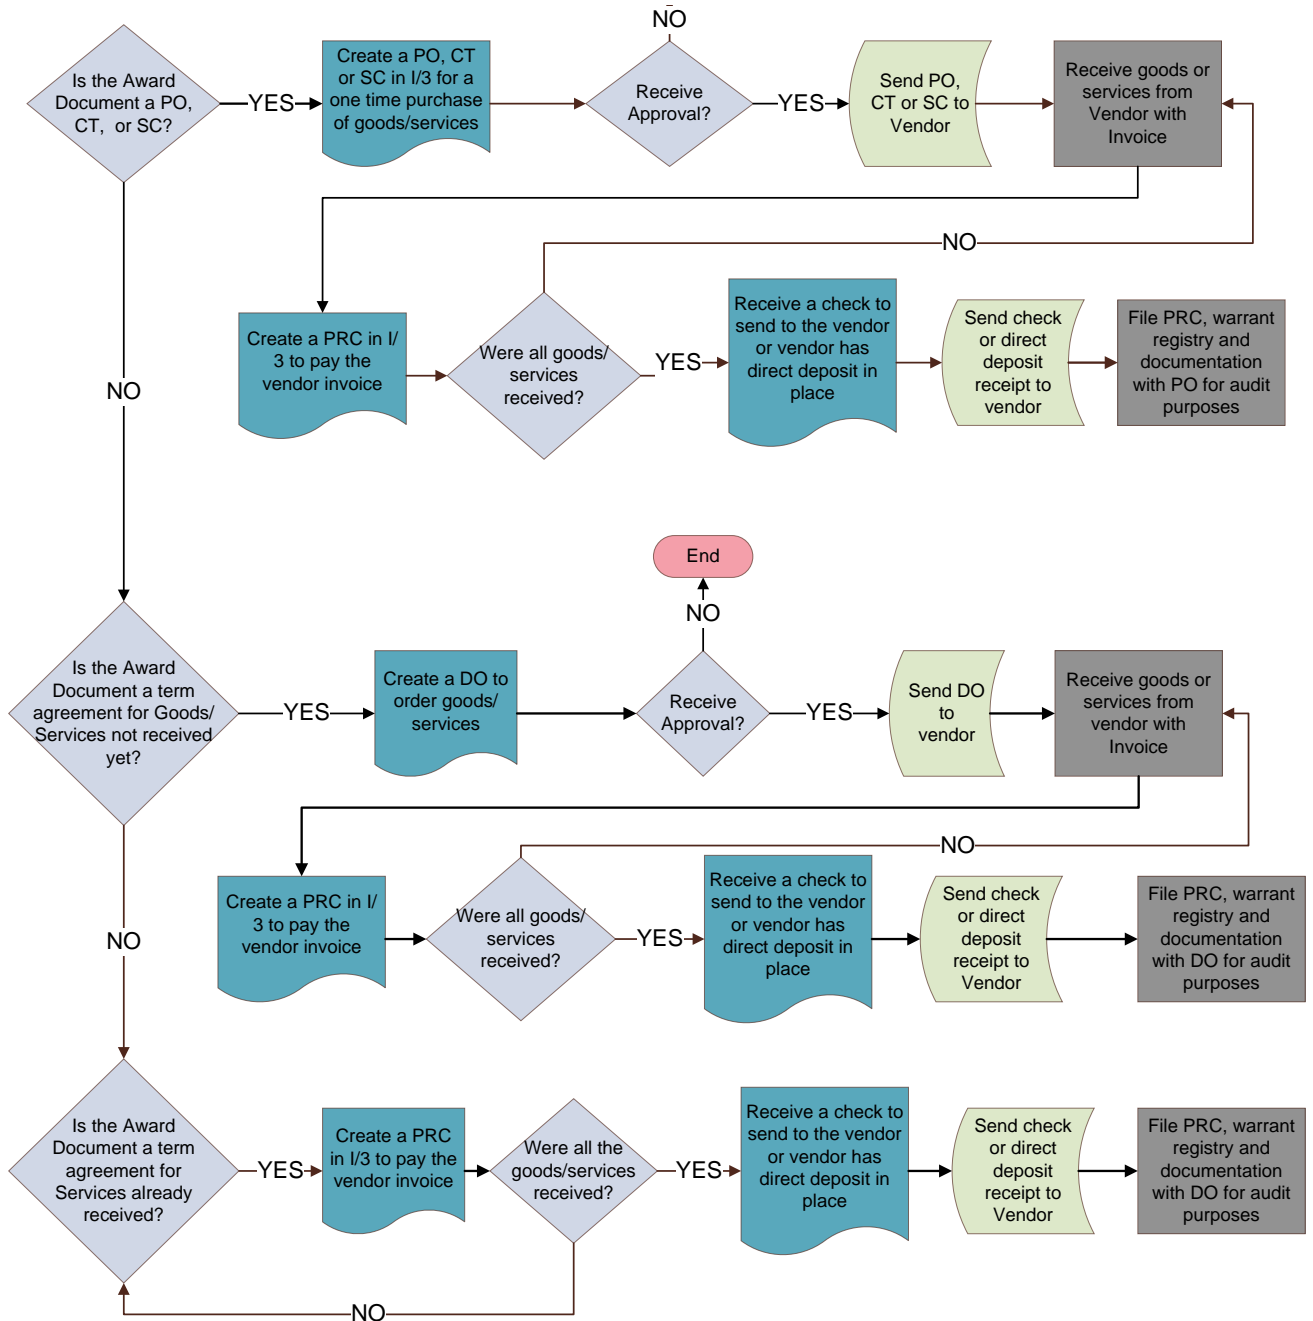 NO
Is the Award
Document a PO,
CT,  or SC?
YES
Create a PO, CT
or SC in I/3 for a
one time purchase
of goods/services
Receive
Approval?
YES
Send PO,
CT or SC to
Vendor
Receive goods or
services from
Vendor with
Invoice
NO
Create a PRC in I/
3 to pay the
vendor invoice
Were all goods/
services
received?
YES
Receive a check to
send to the vendor
or vendor has
direct deposit in
place
Send check
or direct
deposit
receipt to
vendor
File PRC, warrant
registry and
documentation
with PO for audit
purposes
NO
End
NO
Is the Award
Document a term
agreement for Goods/
Services not received
yet?
YES
Create a DO to
order goods/
services
Receive
Approval?
YES
Send DO
to
vendor
Receive goods or
services from
vendor with
Invoice
NO
Create a PRC in I/
3 to pay the
vendor invoice
Were all goods/
services
received?
YES
Receive a check to
send to the vendor
or vendor has
direct deposit in
place
Send check
or direct
deposit
receipt to
Vendor
File PRC, warrant
registry and
documentation
with DO for audit
purposes
NO
Is the Award
Document a term
agreement for
Services already
received?
YES
Create a PRC
in I/3 to pay the
vendor invoice
Were all the
goods/services
received?
YES
Receive a check to
send to the vendor
or vendor has
direct deposit in
place
Send check
or direct
deposit
receipt to
Vendor
File PRC, warrant
registry and
documentation
with DO for audit
purposes
NO